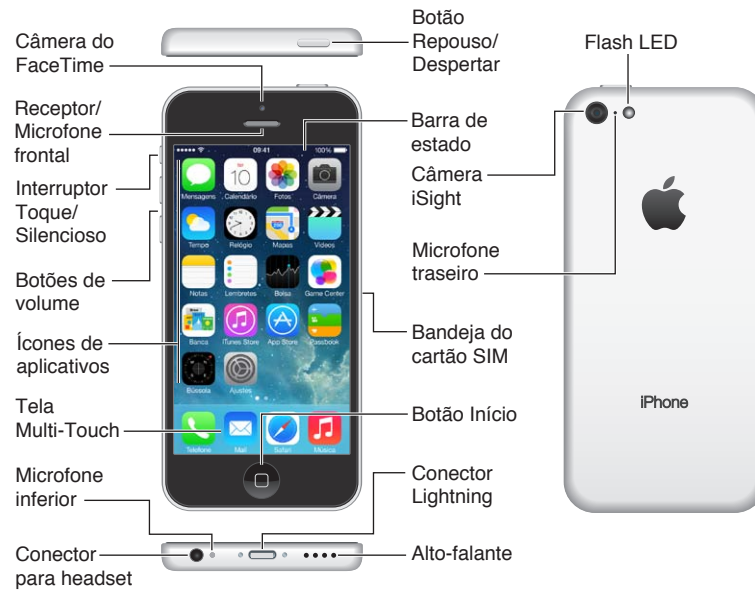 Botão
Repouso/
Despertar
Câmera do
FaceTime
Flash LED
Receptor/
Microfone
frontal
Barra de
estado
Interruptor
Toque/
Silencioso
Câmera
iSight
Botões de
volume
Microfone
traseiro
Ícones de
aplicativos
Bandeja do
cartão SIM
Tela
Multi-Touch
Botão Início
Microfone
inferior
Conector
Lightning
Conector
para headset
Alto-falante
09:41 100%
10
Mensagens Calendário Fotos Câmera
Tempo Relógio Mapas Vídeos
Notas Lembretes Bolsa Game Center
Banca iTunes Store App Store Passbook
Bússola Ajustes
Telefone Mail Safari Música
iPhone